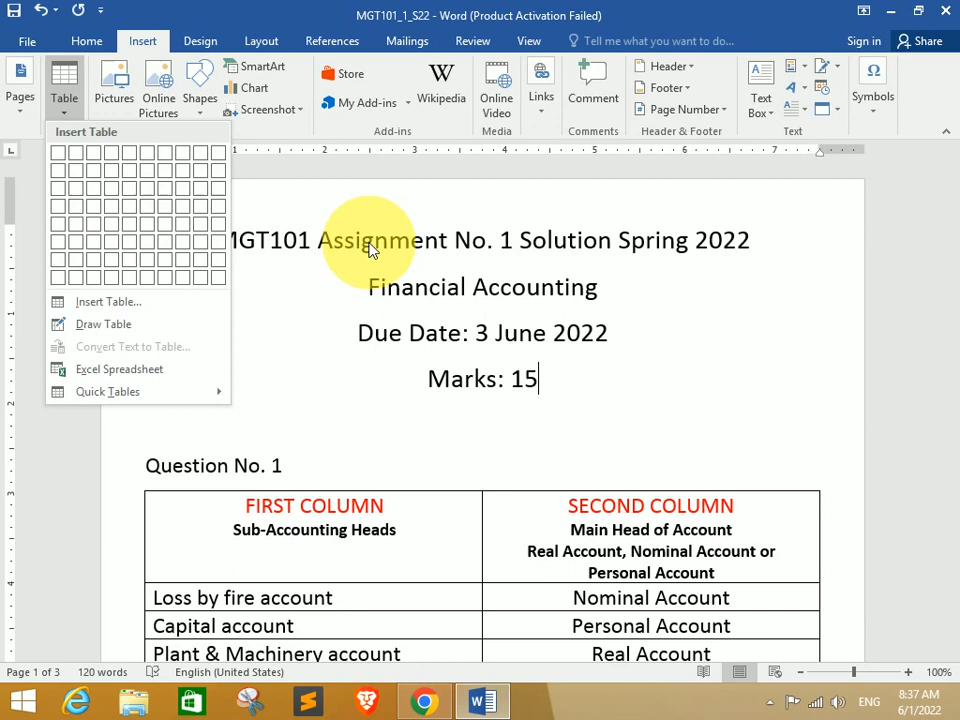 MGT101_1_S22 - Word (Product Activation Failed)
File Home Insert Design Layout References Mailings Review View Tell me what you want to do... Sign in Share
Pages
Table
Pictures
Online Pictures
Shapes
SmartArt
Chart
Screenshot
Store
My Add-ins
Wikipedia
Add-ins
Online Video
Media
Links
Comment
Comments
Header
Footer
Page Number
Header & Footer
Text Box
Text
Symbols
Insert Table
Insert Table...
Draw Table
Convert Text to Table...
Excel Spreadsheet
Quick Tables
1 2 3 4 5 6 7
MGT101 Assignment No. 1 Solution Spring 2022
Financial Accounting
Due Date: 3 June 2022
Marks: 15
Question No. 1
FIRST COLUMN
Sub-Accounting Heads
SECOND COLUMN
Main Head of Account
Real Account, Nominal Account or
Personal Account
Loss by fire account Nominal Account
Capital account Personal Account
Plant & Machinery account Real Account
Page 1 of 3 120 words English (United States) 100%
ENG
8:37 AM
6/1/2022